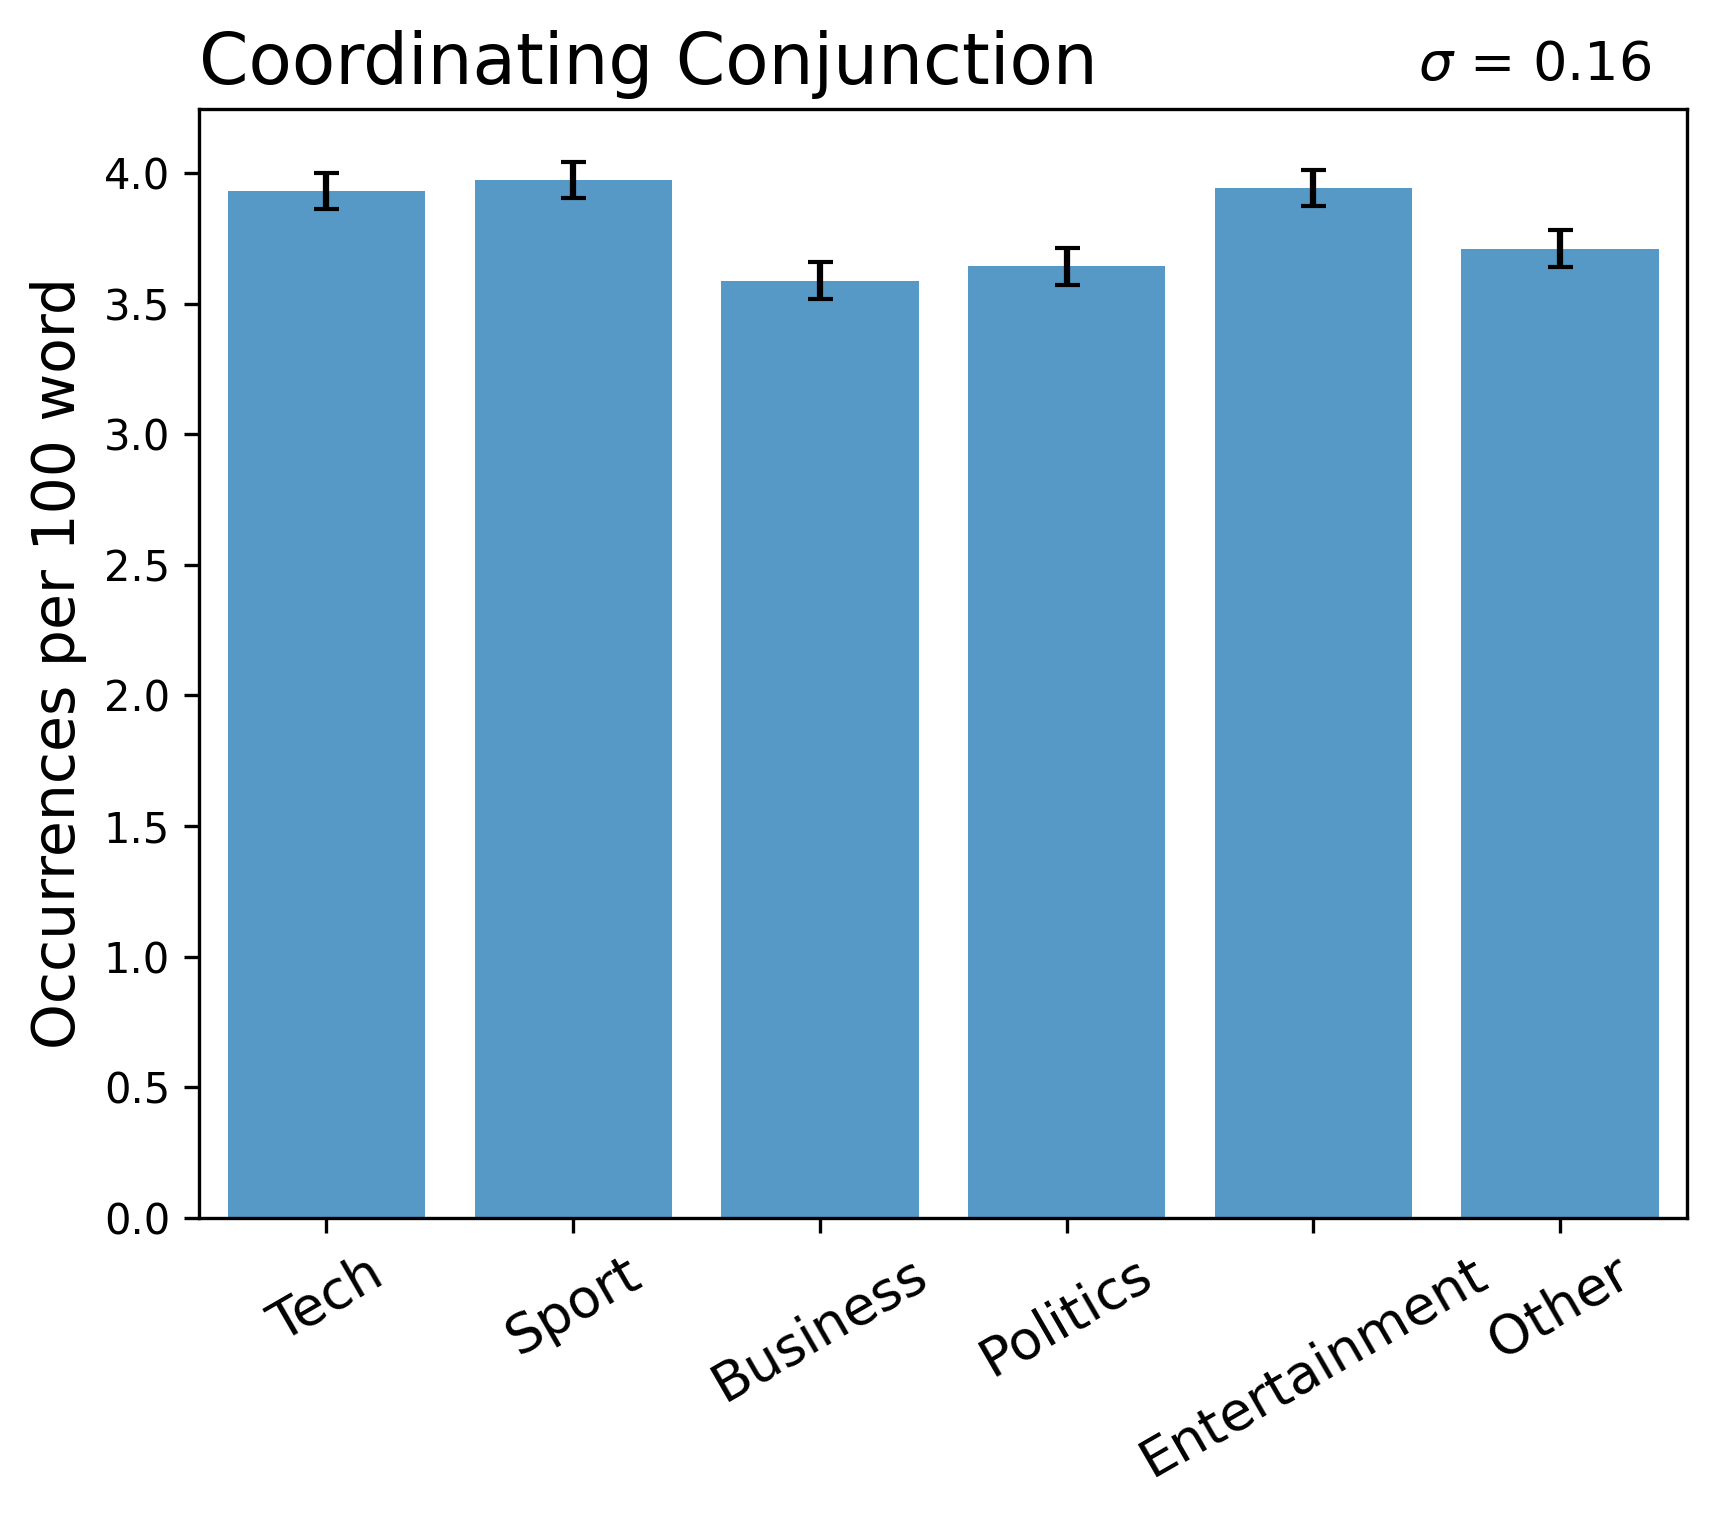 Coordinating Conjunction
σ = 0.16
Occurrences per 100 word
4.0
3.5
3.0
2.5
2.0
1.5
1.0
0.5
0.0
Tech
Sport
Business
Politics
Entertainment
Other